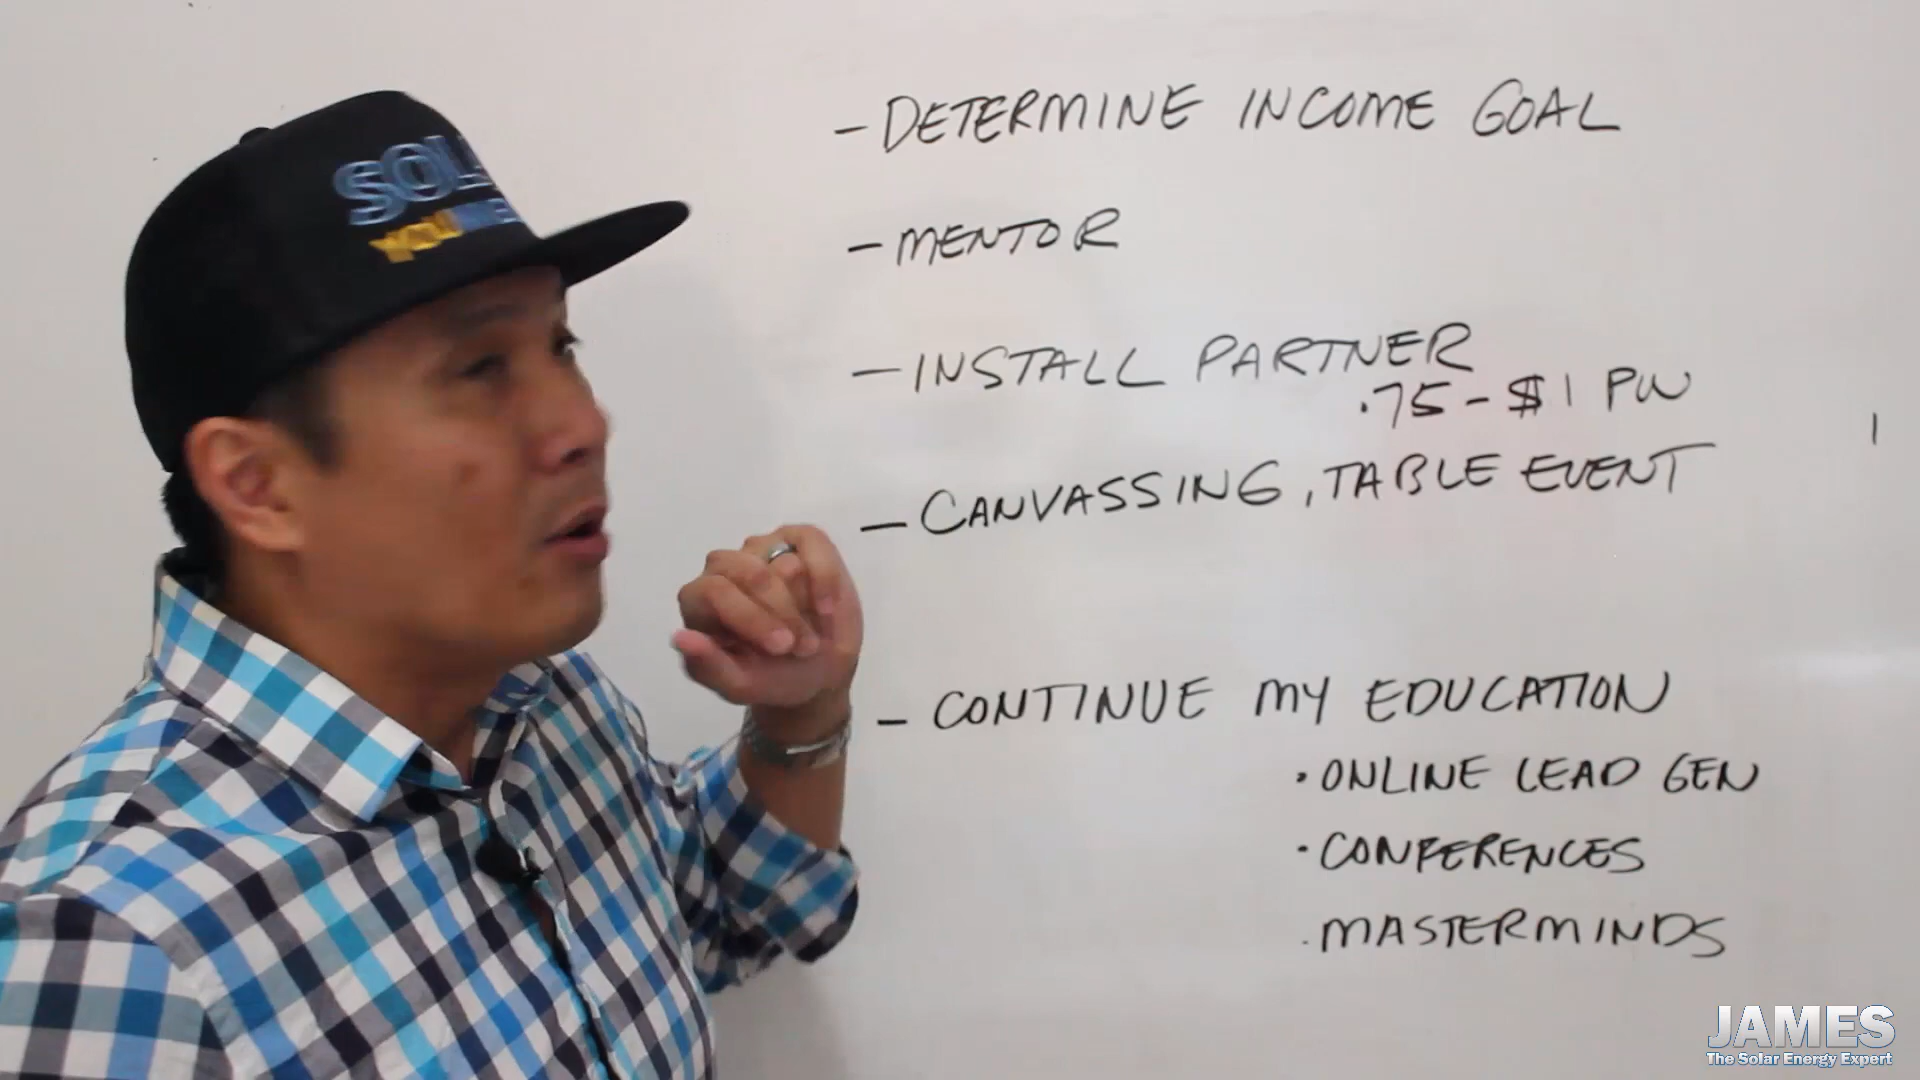 - DETERMINE INCOME GOAL
- MENTOR
- INSTALL PARTNER
.75 - $1 PW
- CANVASSING, TABLE EVENT
- CONTINUE MY EDUCATION
• ONLINE LEAD GEN
• CONFERENCES
• MASTERMINDS
JAMES
The Solar Energy Expert